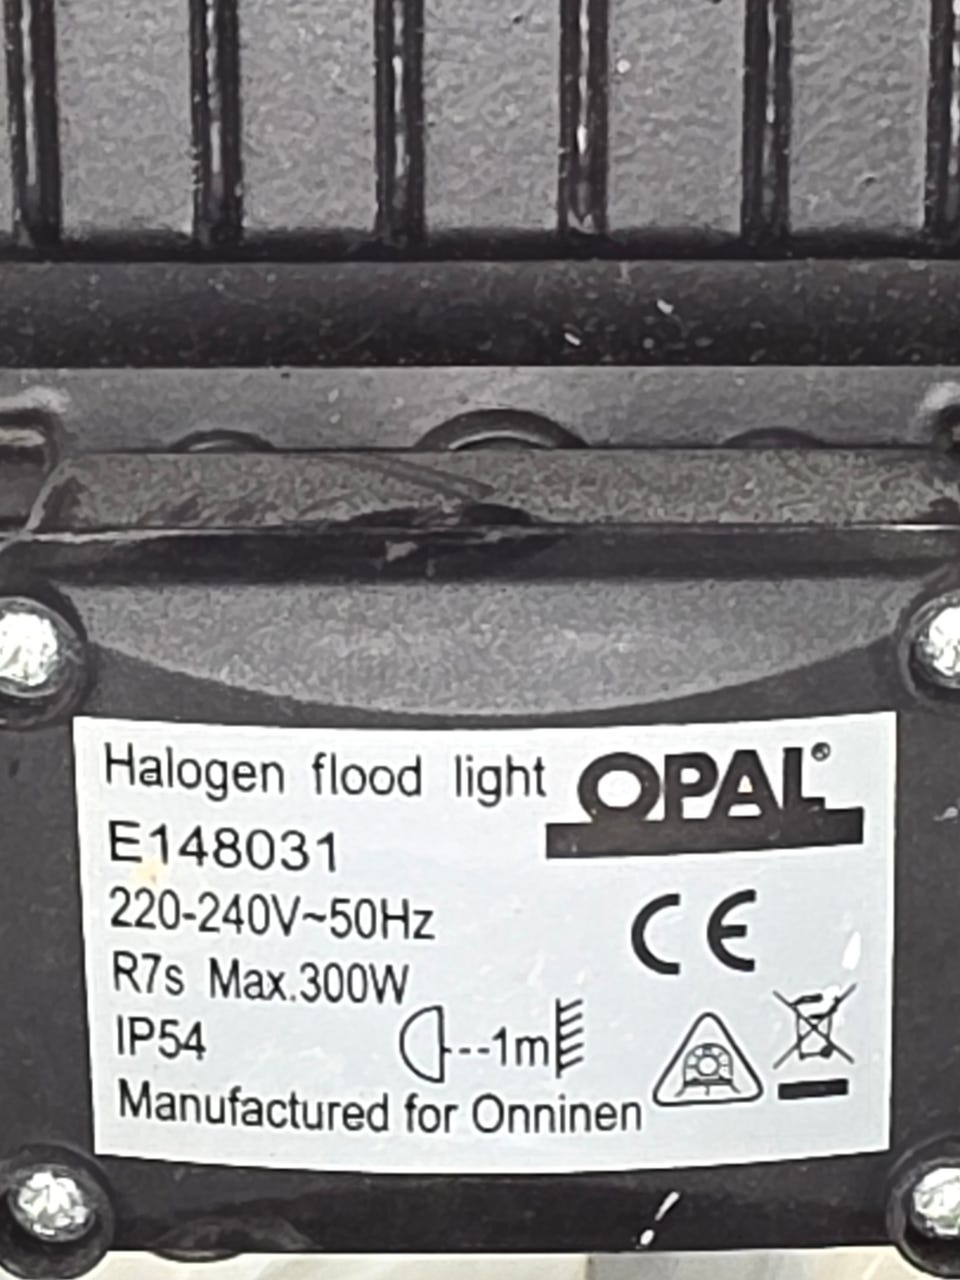 Halogen flood light
OPAL®
E148031
220-240V~50Hz
CE
R7s Max.300W
IP54
--1m
Manufactured for Onninen